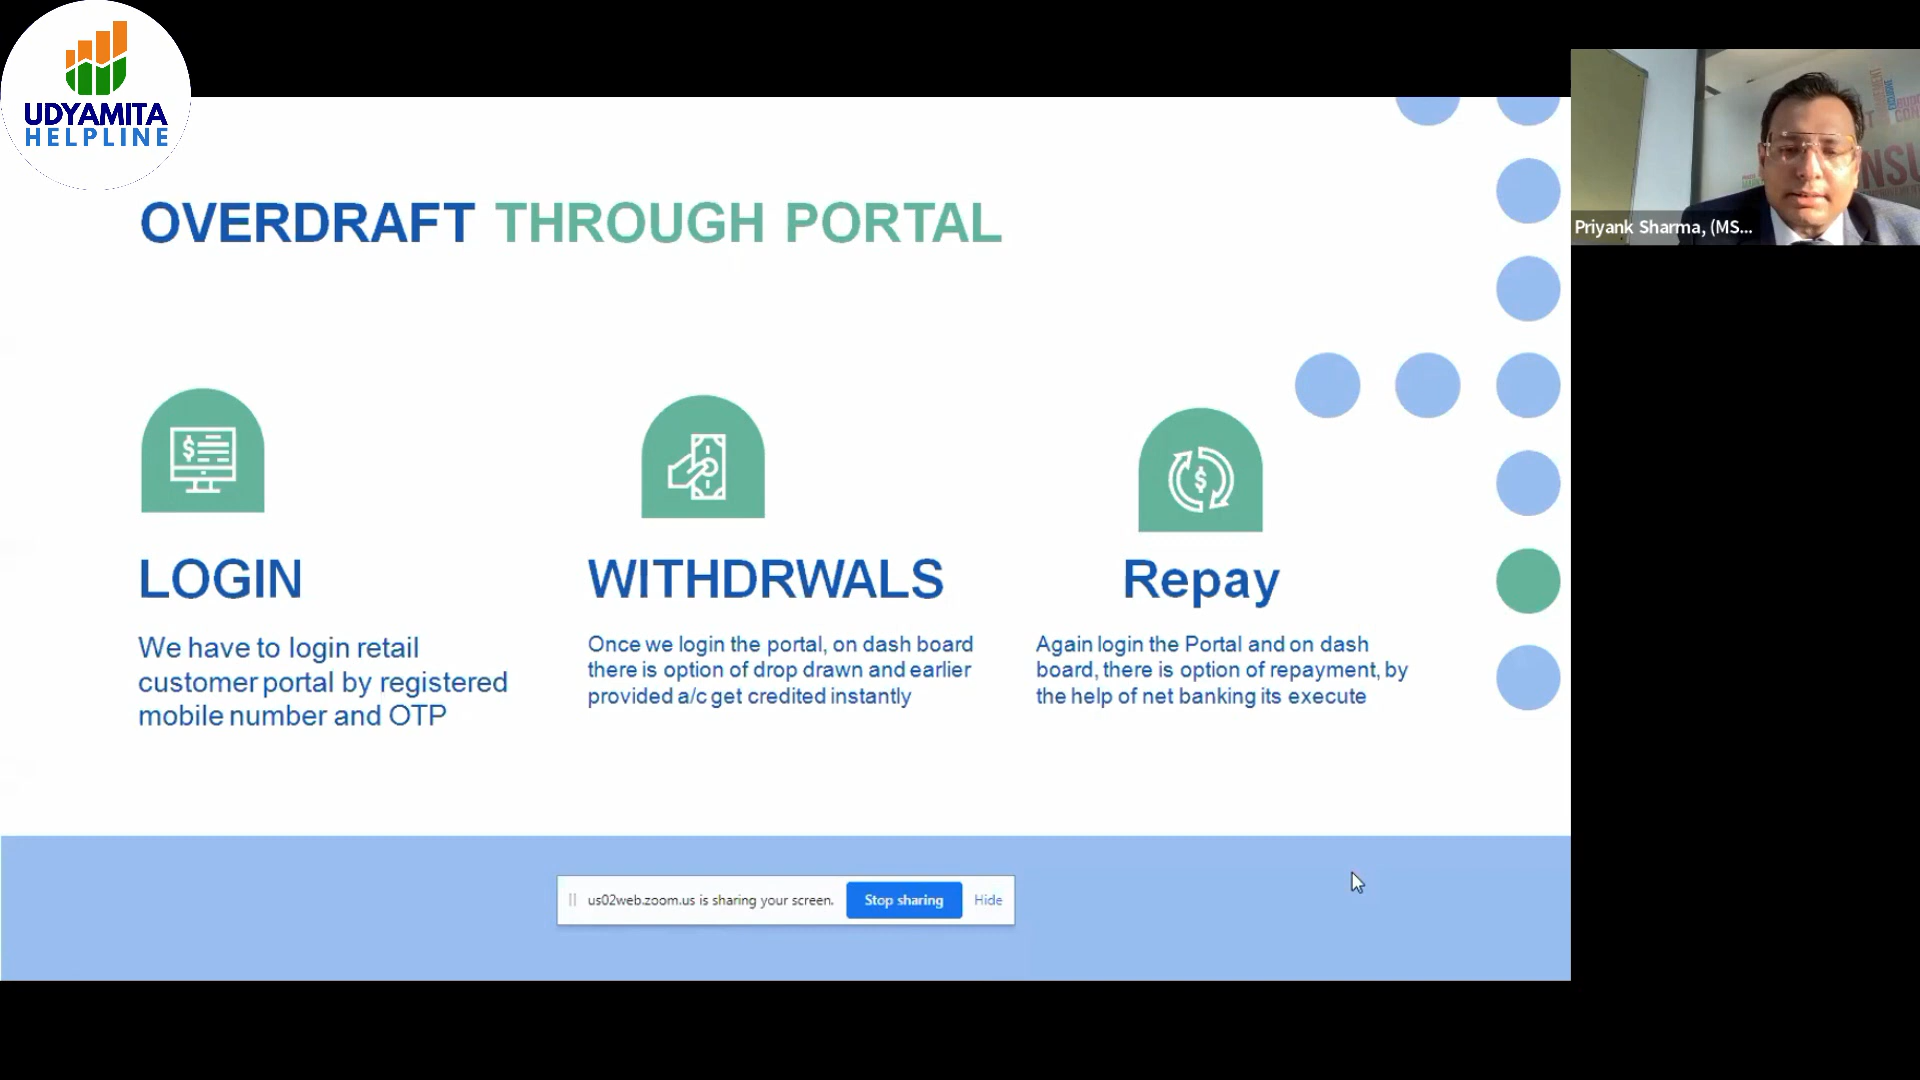 UDYAMITA
HELPLINE
OVERDRAFT THROUGH PORTAL
LOGIN
We have to login retail
customer portal by registered
mobile number and OTP
WITHDRWALS
Once we login the portal, on dash board
there is option of drop drawn and earlier
provided a/c get credited instantly
Repay
Again login the Portal and on dash
board, there is option of repayment, by
the help of net banking its execute
us02web.zoom.us is sharing your screen.
Stop sharing
Hide
Priyank Sharma, (MS...